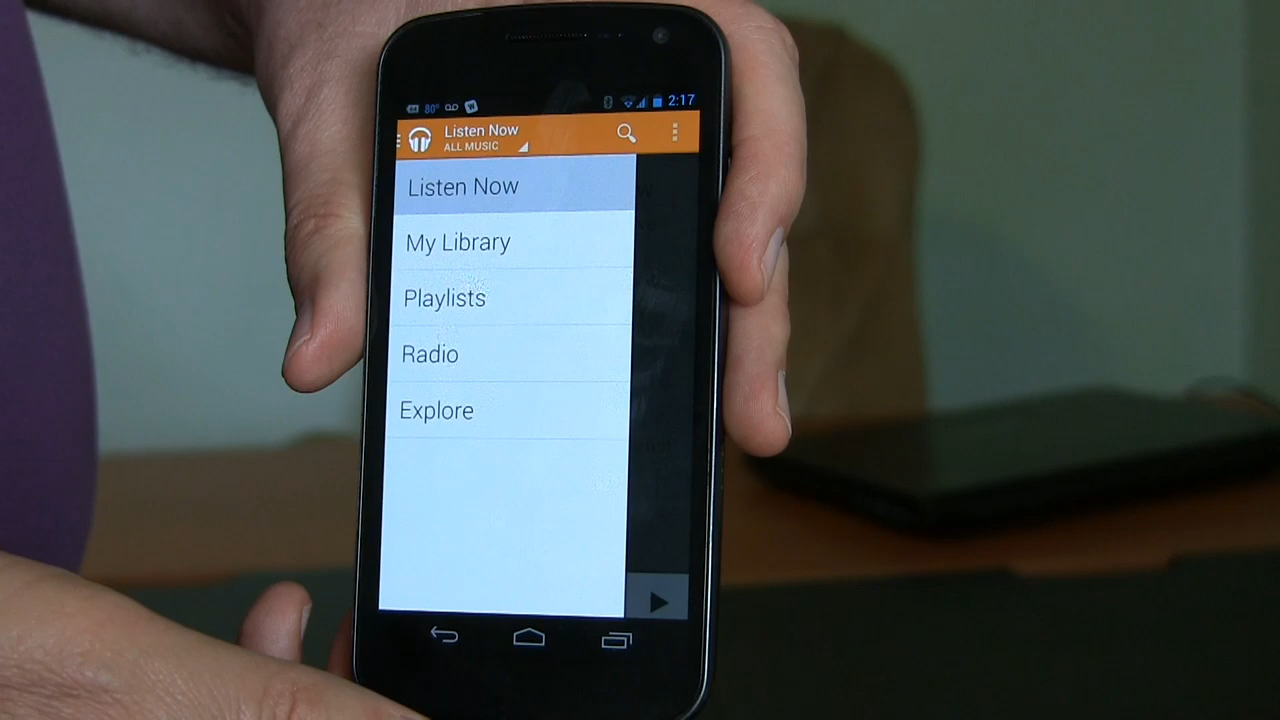 80°
2:17
Listen Now
ALL MUSIC
Listen Now
My Library
Playlists
Radio
Explore